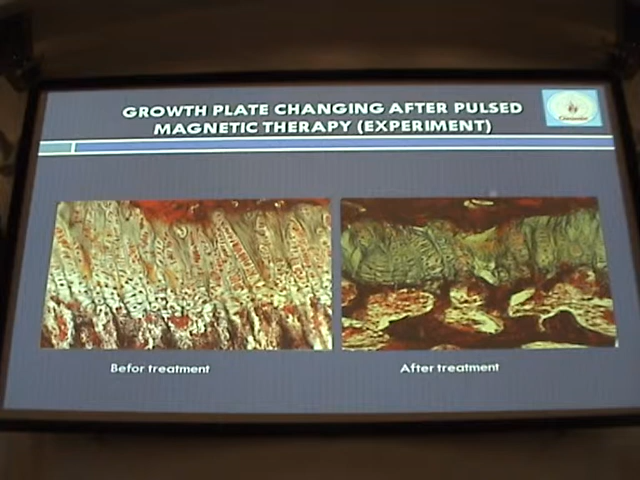 GROWTH PLATE CHANGING AFTER PULSED
MAGNETIC THERAPY (EXPERIMENT)
Befor treatment
After treatment